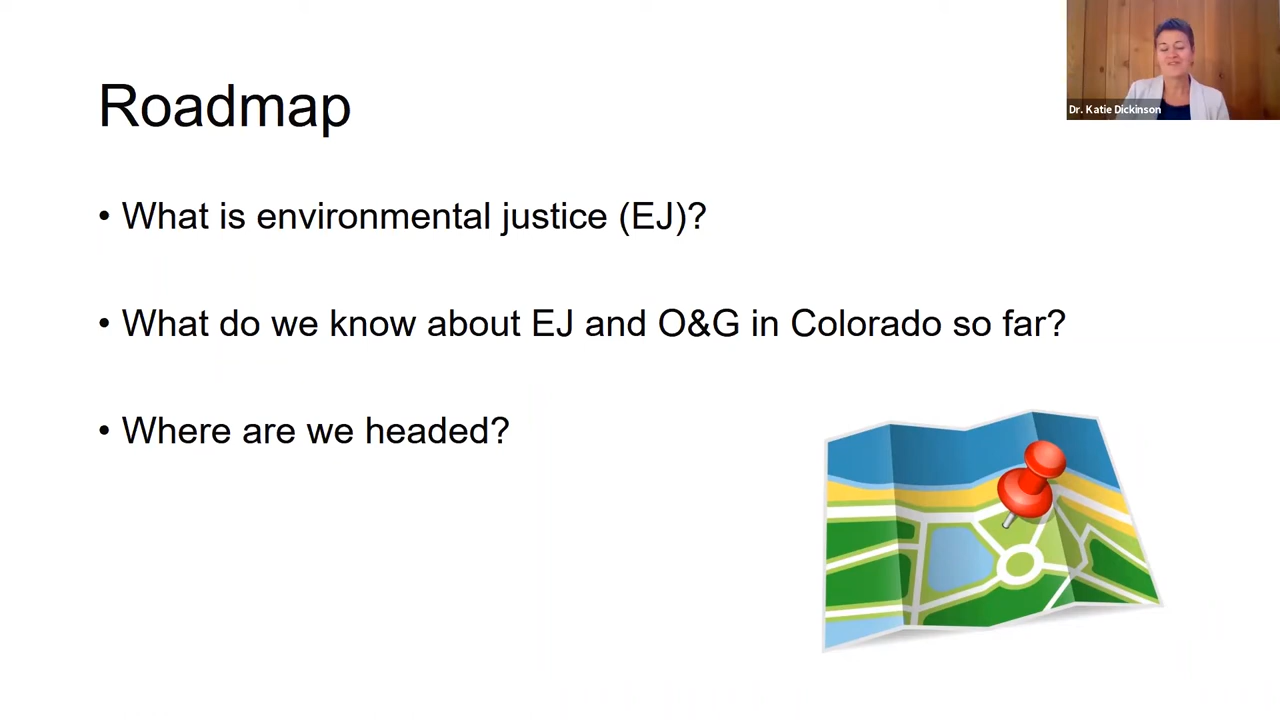 Roadmap
Dr. Katie Dickinson
• What is environmental justice (EJ)?
• What do we know about EJ and O&G in Colorado so far?
• Where are we headed?